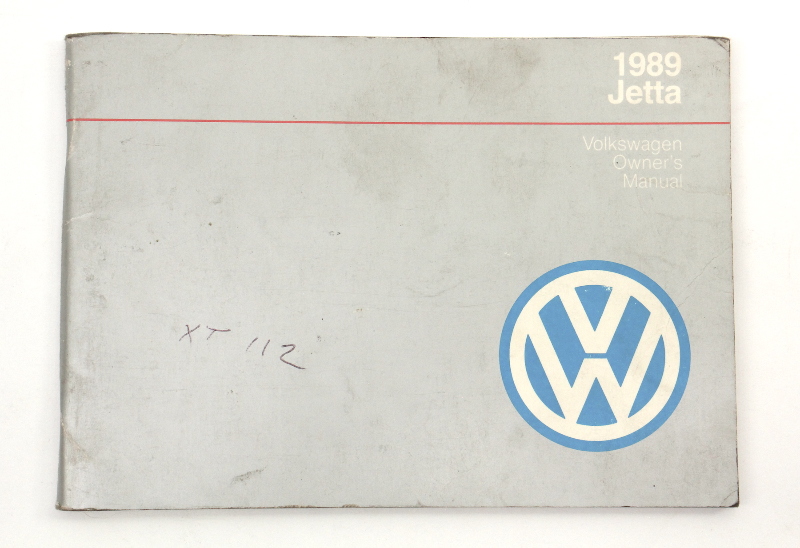 1989
Jetta
Volkswagen
Owner's
Manual
XT 112